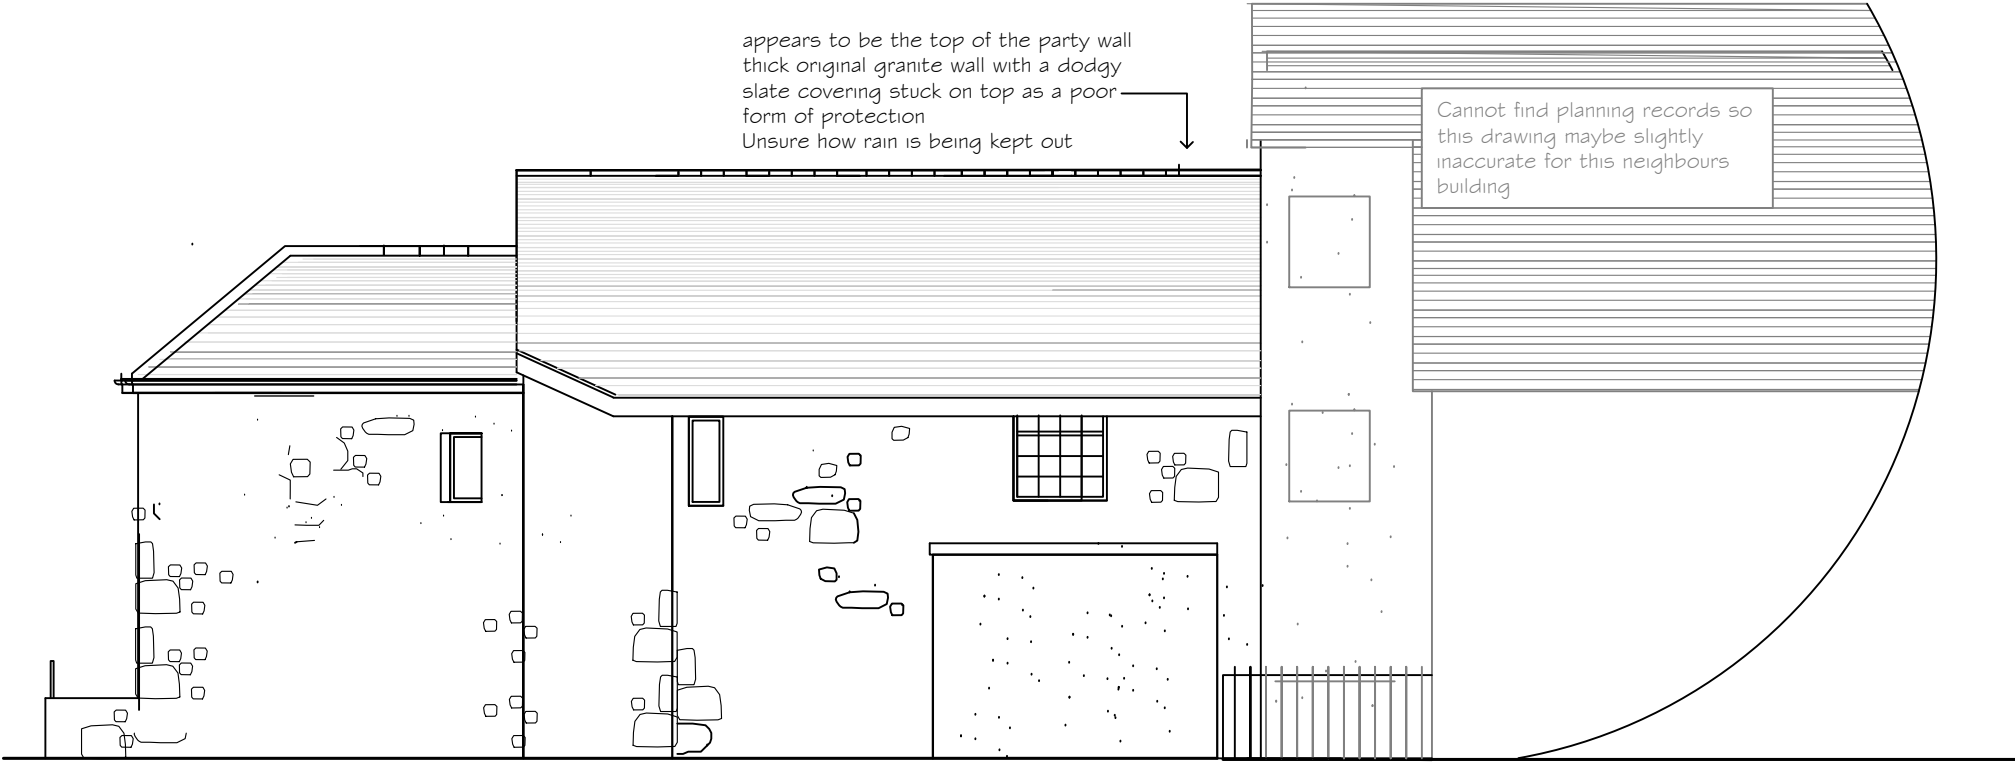 appears to be the top of the party wall
thick original granite wall with a dodgy
slate covering stuck on top as a poor
form of protection
Unsure how rain is being kept out
Cannot find planning records so
this drawing maybe slightly
inaccurate for this neighbours
building